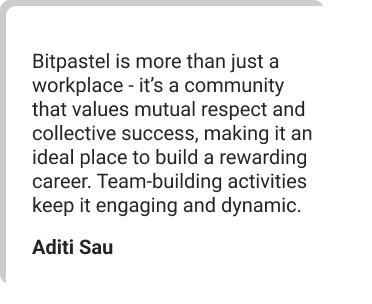 Bitpastel is more than just a
workplace - it’s a community
that values mutual respect and
collective success, making it an
ideal place to build a rewarding
career. Team-building activities
keep it engaging and dynamic.
Aditi Sau